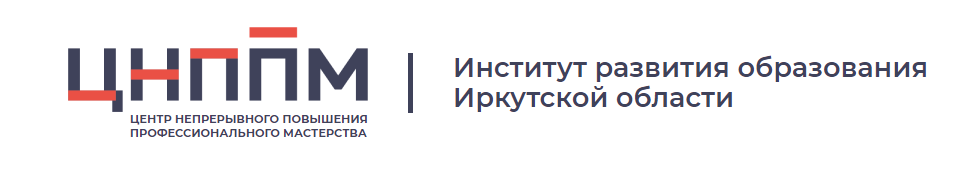 ЦНППМ
ЦЕНТР НЕПРЕРЫВНОГО ПОВЫШЕНИЯ
ПРОФЕССИОНАЛЬНОГО МАСТЕРСТВА
Институт развития образования
Иркутской области